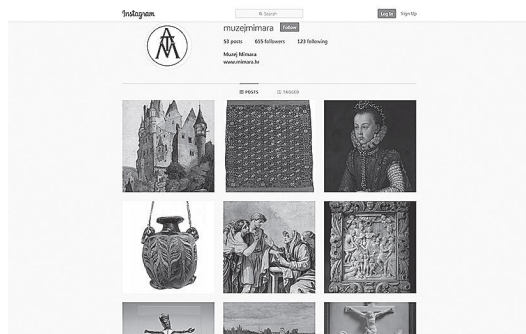 Instagram
Search
Log In Sign Up
muzejmimara Follow
53 posts 655 followers 123 following
Muzej Mimara
www.mimara.hr
POSTS TAGGED